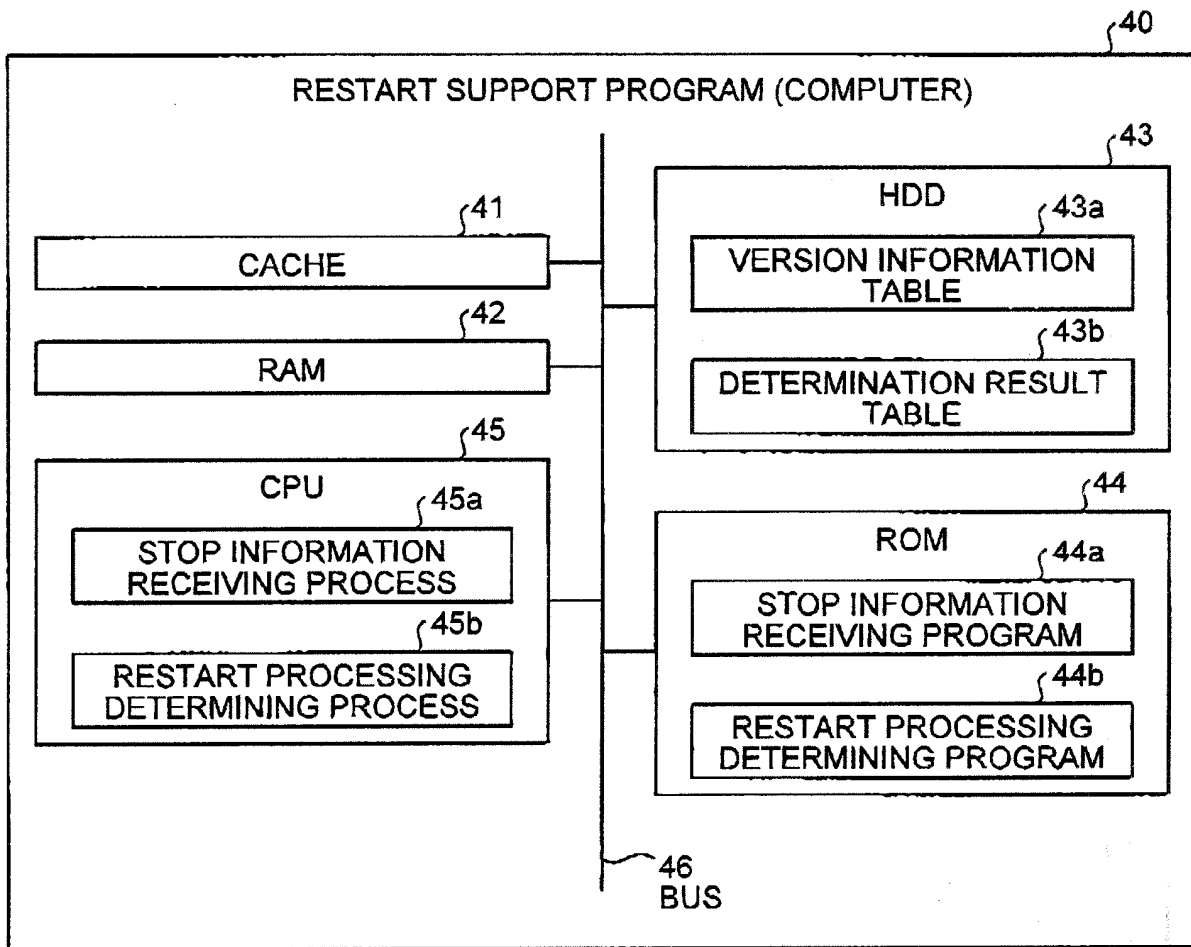 40
RESTART SUPPORT PROGRAM (COMPUTER)
41
CACHE
42
RAM
45
CPU
45a
STOP INFORMATION
RECEIVING PROCESS
45b
RESTART PROCESSING
DETERMINING PROCESS
43
HDD
43a
VERSION INFORMATION
TABLE
43b
DETERMINATION RESULT
TABLE
44
ROM
44a
STOP INFORMATION
RECEIVING PROGRAM
44b
RESTART PROCESSING
DETERMINING PROGRAM
46
BUS